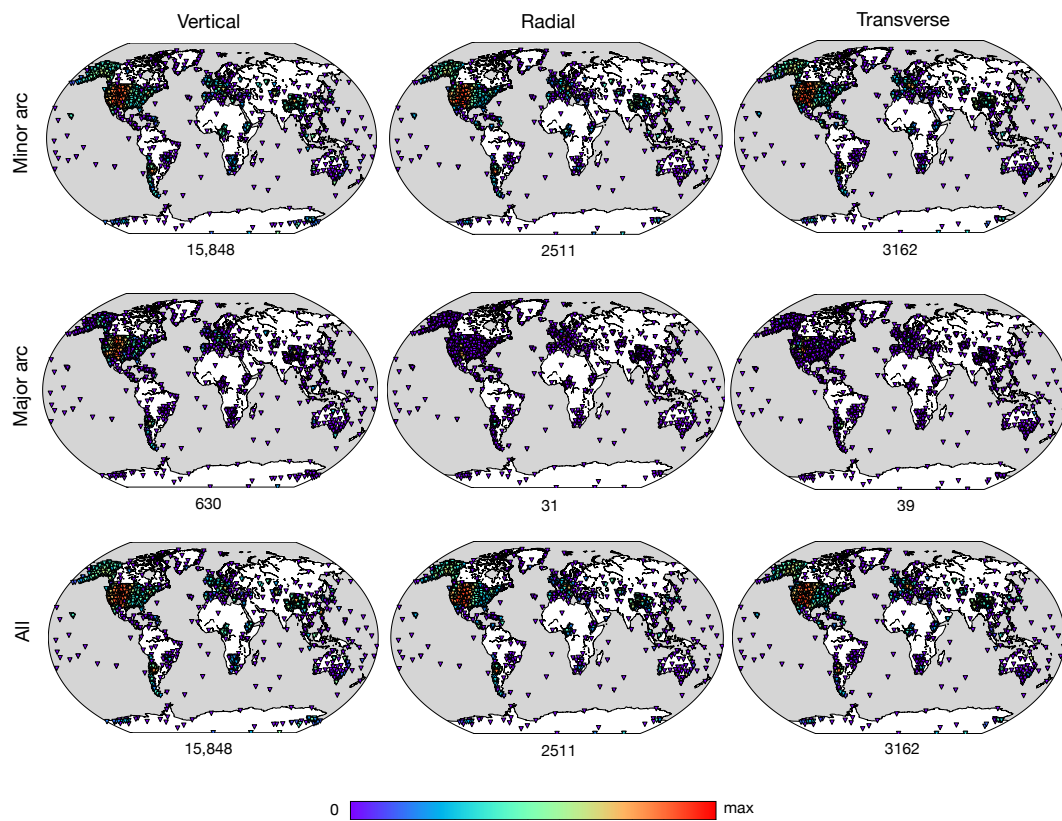 Vertical
Radial
Transverse
Minor arc
15,848
2511
3162
Major arc
630
31
39
All
15,848
2511
3162
0
max